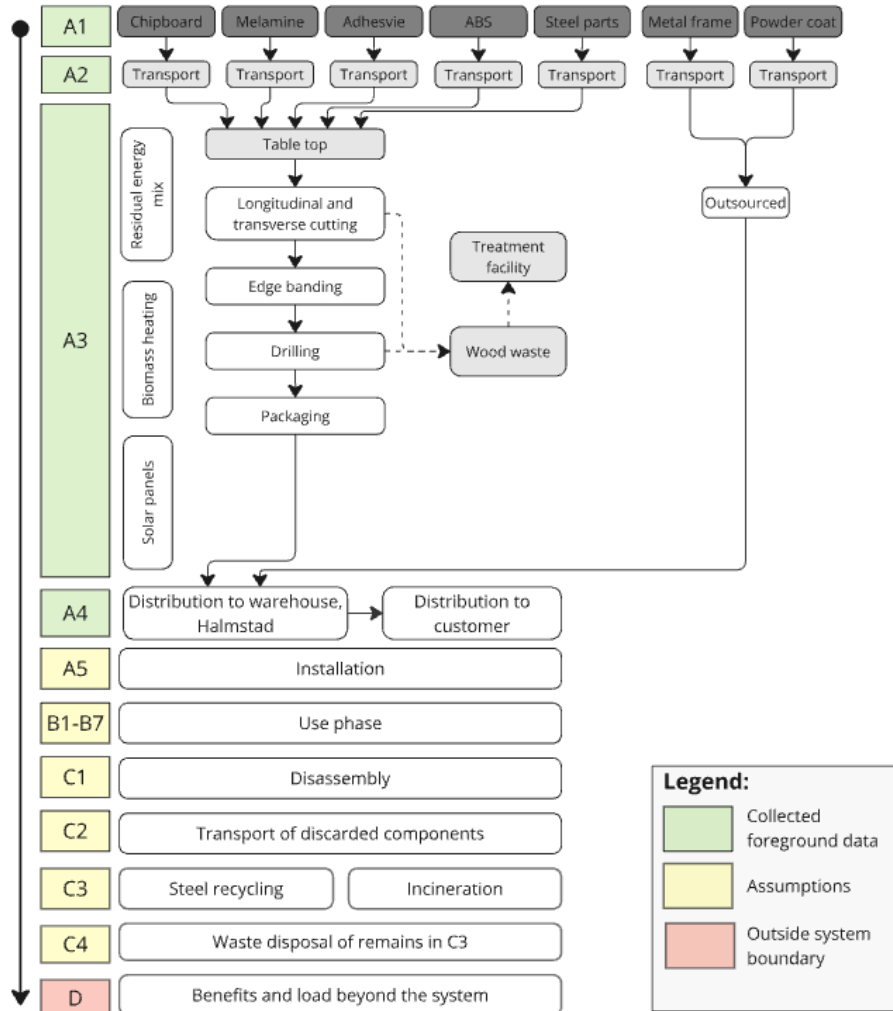 A1
Chipboard
Melamine
Adhesvie
ABS
Steel parts
Metal frame
Powder coat
A2
Transport
Transport
Transport
Transport
Transport
Transport
Transport
A3
Residual energy
mix
Biomass heating
Solar panels
Table top
Longitudinal and
transverse cutting
Edge banding
Drilling
Packaging
Treatment
facility
Wood waste
Outsourced
A4
Distribution to warehouse,
Halmstad
Distribution to
customer
A5
Installation
B1-B7
Use phase
C1
Disassembly
C2
Transport of discarded components
C3
Steel recycling
Incineration
C4
Waste disposal of remains in C3
D
Benefits and load beyond the system
Legend:
Collected
foreground data
Assumptions
Outside system
boundary